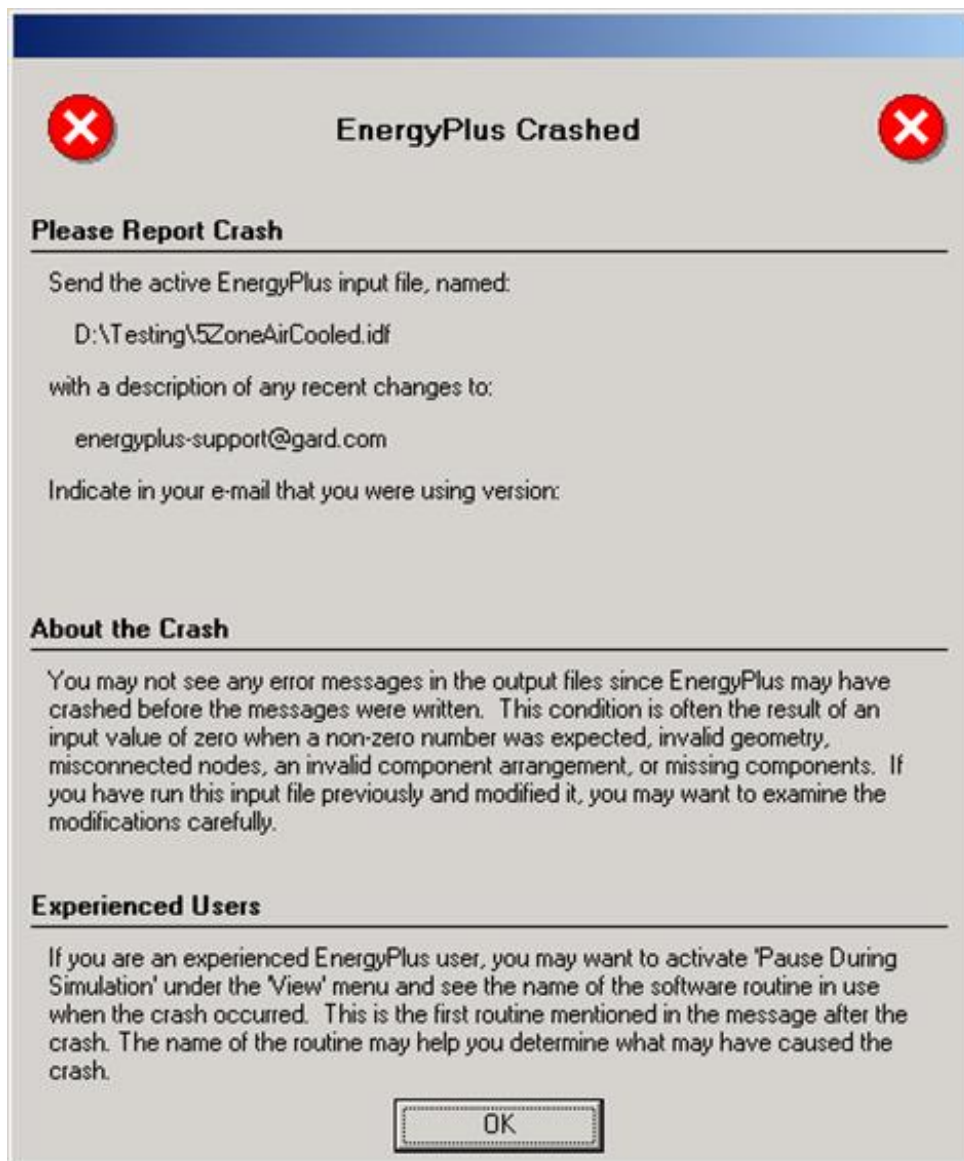 EnergyPlus Crashed
Please Report Crash
Send the active EnergyPlus input file, named:
D:\Testing\5ZoneAirCooled.idf
with a description of any recent changes to:
energyplus-support@gard.com
Indicate in your e-mail that you were using version:
About the Crash
You may not see any error messages in the output files since EnergyPlus may have
crashed before the messages were written.  This condition is often the result of an
input value of zero when a non-zero number was expected, invalid geometry,
misconnected nodes, an invalid component arrangement, or missing components.  If
you have run this input file previously and modified it, you may want to examine the
modifications carefully.
Experienced Users
If you are an experienced EnergyPlus user, you may want to activate 'Pause During
Simulation' under the 'View' menu and see the name of the software routine in use
when the crash occurred.  This is the first routine mentioned in the message after the
crash. The name of the routine may help you determine what may have caused the
crash.
OK